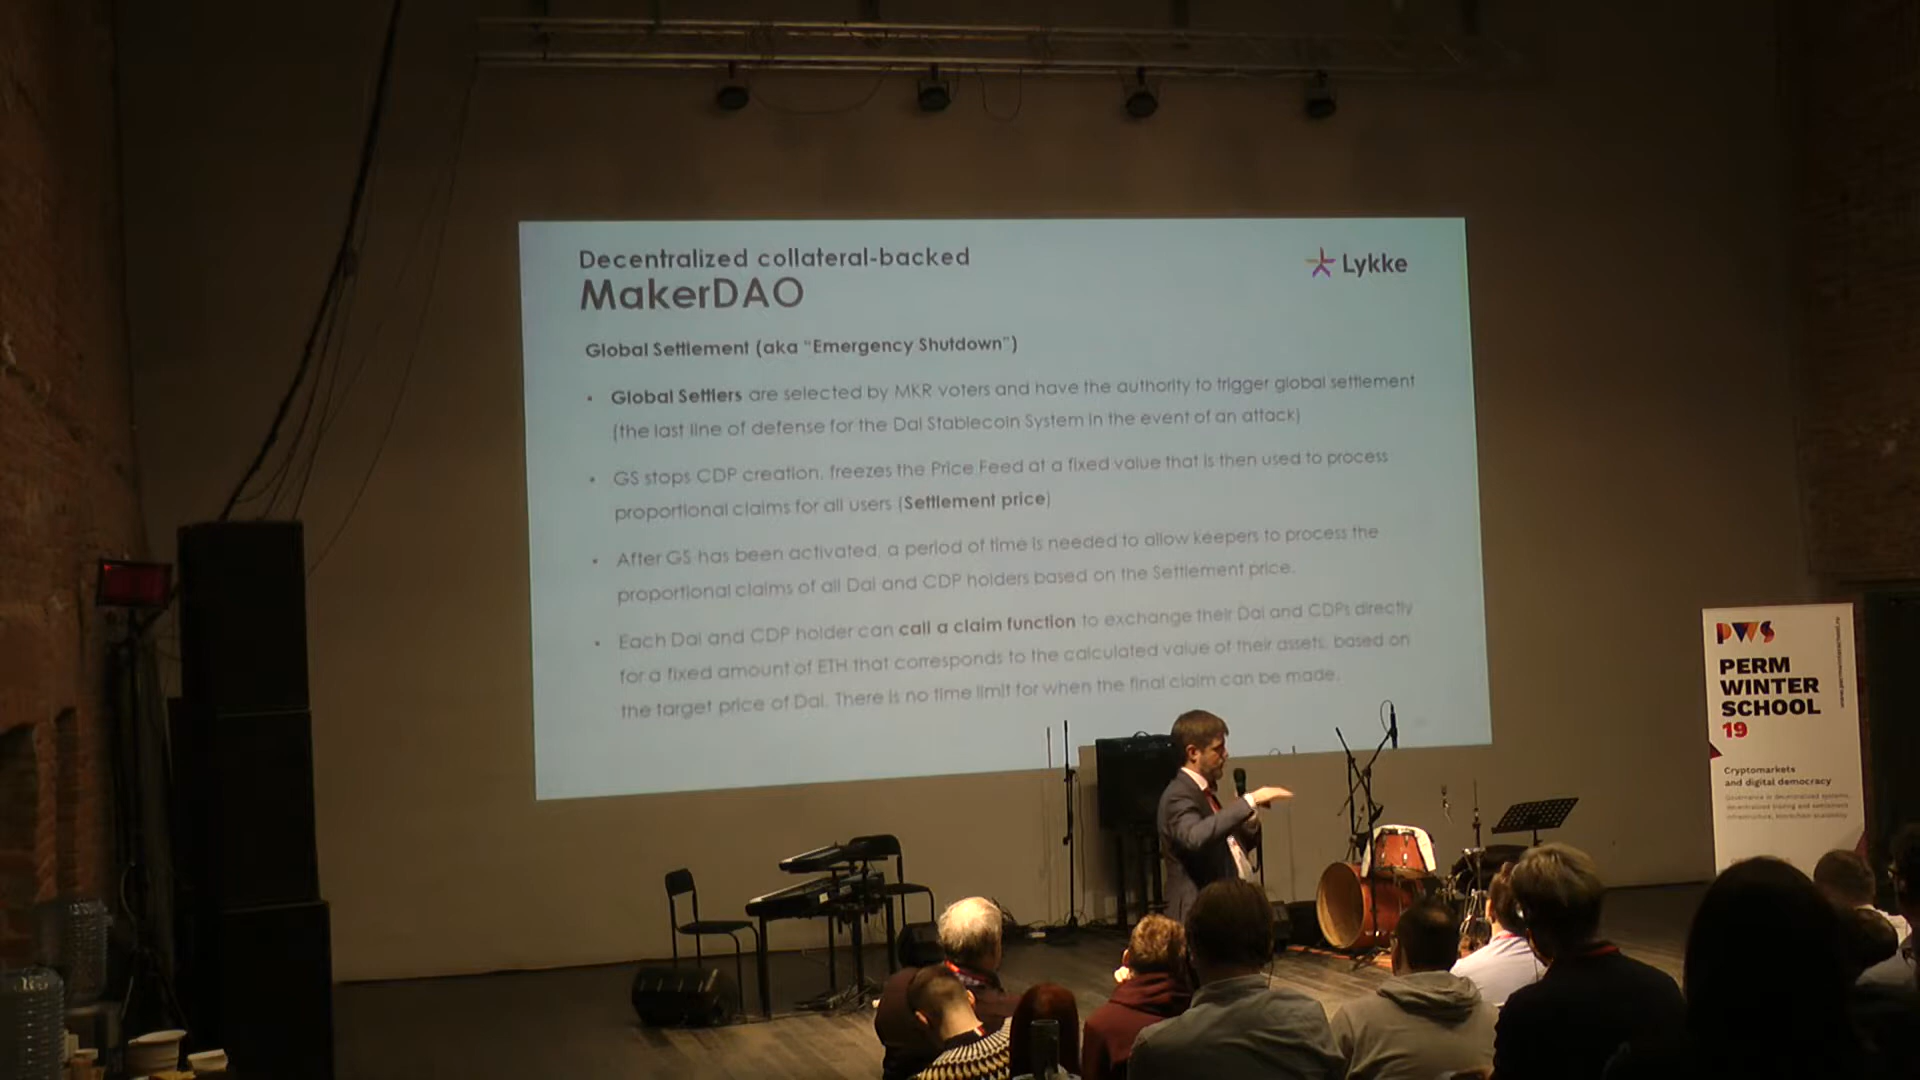 Decentralized collateral-backed
MakerDAO
Lykke
Global Settlement (aka "Emergency Shutdown")
• Global Settlers are selected by MKR voters and have the authority to trigger global settlement
(the last line of defense for the Dai Stablecoin System in the event of an attack)
• GS stops CDP creation, freezes the Price Feed at a fixed value that is then used to process
proportional claims for all users (Settlement price)
• After GS has been activated, a period of time is needed to allow keepers to process the
proportional claims of all Dai and CDP holders based on the Settlement price.
• Each Dai and CDP holder can call a claim function to exchange their Dai and CDPs directly
for a fixed amount of ETH that corresponds to the calculated value of their assets, based on
the target price of Dai. There is no time limit for when the final claim can be made.
PWS
PERM
WINTER
SCHOOL
19
Cryptomarkets
and digital democracy